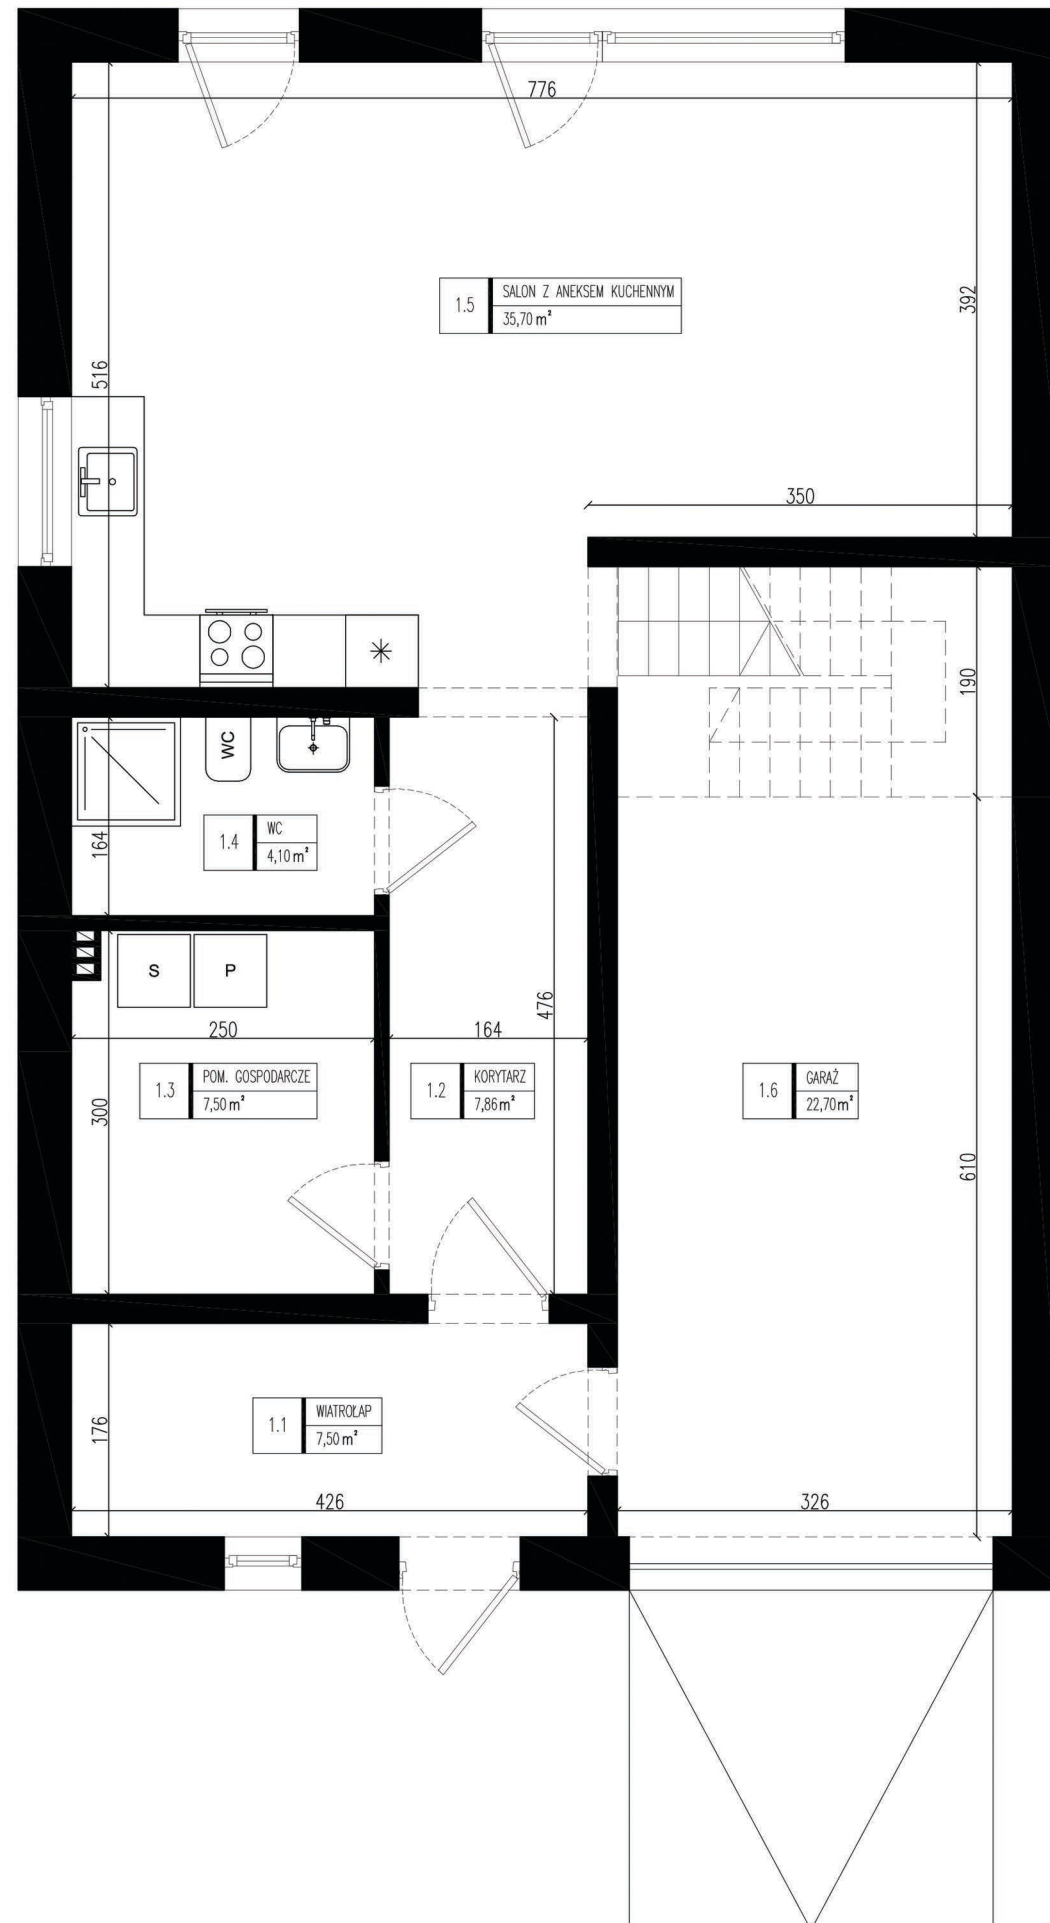 776
1.5
SALON Z ANEKSEM KUCHENNYM
35,70 m²
392
516
350
190
WC
1.4
WC
4,10 m²
164
S
P
476
250
164
1.3
POM. GOSPODARCZE
7,50 m²
1.2
KORYTARZ
7,86 m²
1.6
GARAŻ
22,70 m²
300
610
1.1
WIATROŁAP
7,50 m²
176
426
326